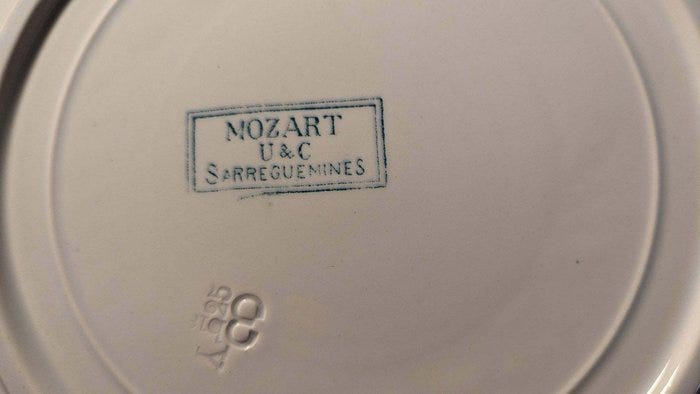 MOZART
U & C
SARREGUEMINES